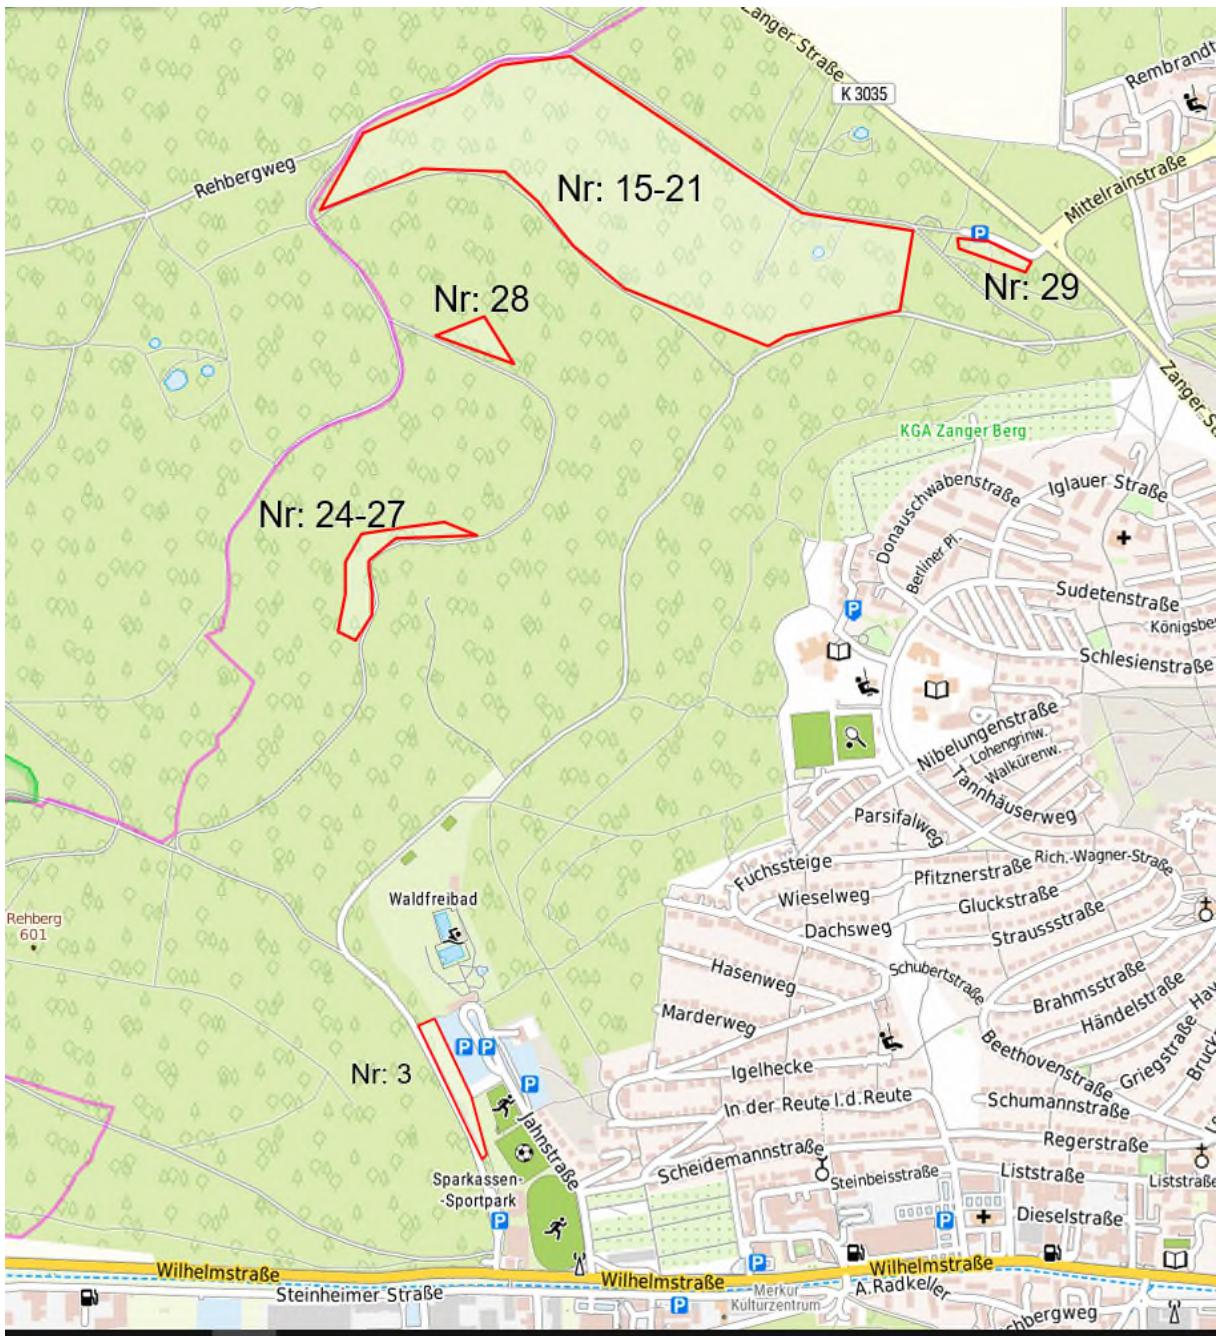 Zanger Straße
Rembrandt
K 3035
Rehbergweg
Nr: 15-21
Mittelrainstraße
P
Nr: 28
Nr: 29
Zanger St
KGA Zanger Berg
Iglauer Straße
Donauschwabenstraße
Nr: 24-27
Berliner Pl.
Sudetenstraße
P
Königsbe
Schlesienstraße
Nibelungenstraße
Lohengrinw.
Walkürenw.
Tannhäuserweg
Parsifalweg
Rich.-Wagner-Straße
Fuchssteige
Pfitznerstraße
Wieselweg
Gluckstraße
Waldfreibad
Rehberg
601
Dachsweg
Straussstraße
Hasenweg
Schubertstraße
Brahmsstraße
Marderweg
Händelstraße
Hay
Griegstraße
Bruck
P P
Beethovenstraße
Nr: 3
P
Igelhecke
In der Reute I.d.Reute
Schumannstraße
Jahnstraße
Regerstraße
Scheidemannstraße
Steinbeisstraße
Liststraße
Liststraße
Sparkassen-
-Sportpark
P
P
Dieselstraße
Wilhelmstraße
Wilhelmstraße
Wilhelmstraße
P
Steinheimer Straße
Merkur
Kulturzentrum
A.Radkeller
P
chbergweg